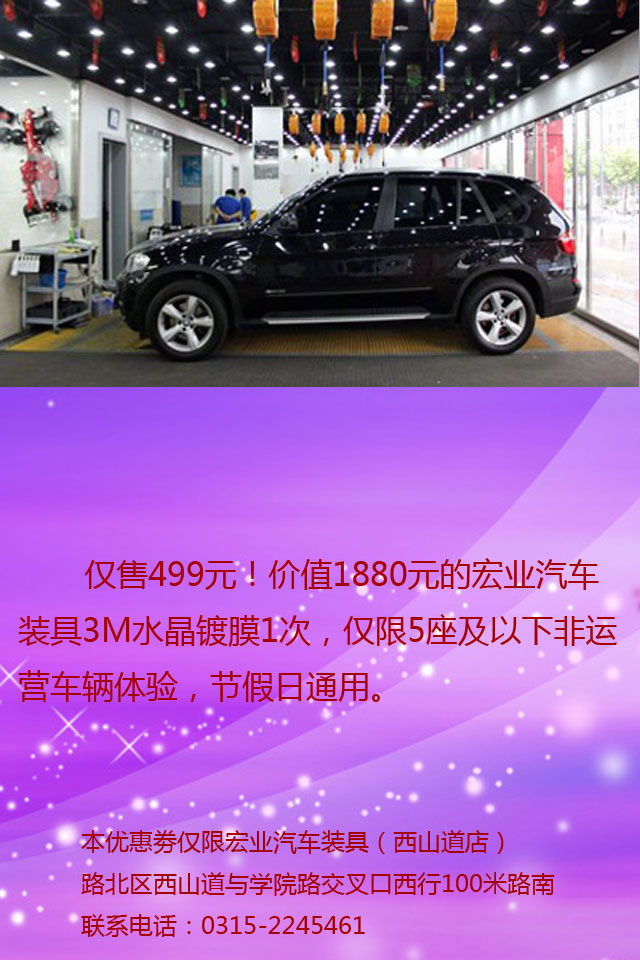 仅售499元！价值1880元的宏业汽车
装具3M水晶镀膜1次，仅限5座及以下非运
营车辆体验，节假日通用。
本优惠券仅限宏业汽车装具（西山道店）
路北区西山道与学院路交叉口西行100米路南
联系电话：0315-2245461